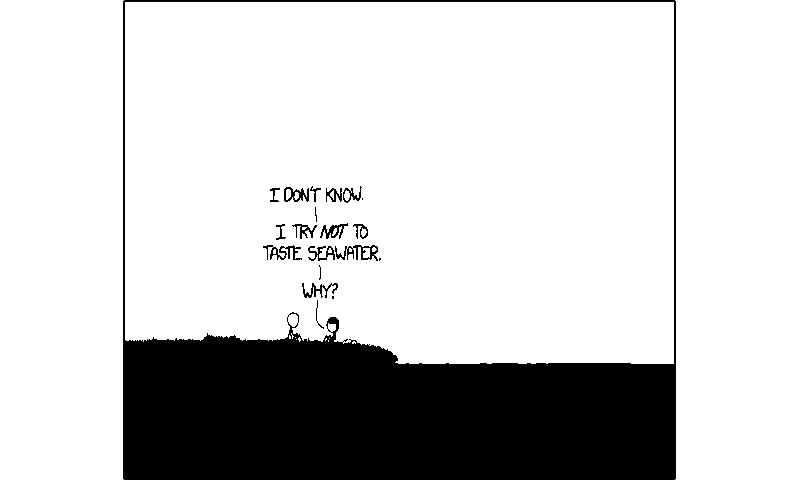 I DON'T KNOW.
I TRY NOT TO
TASTE SEAWATER.
WHY?